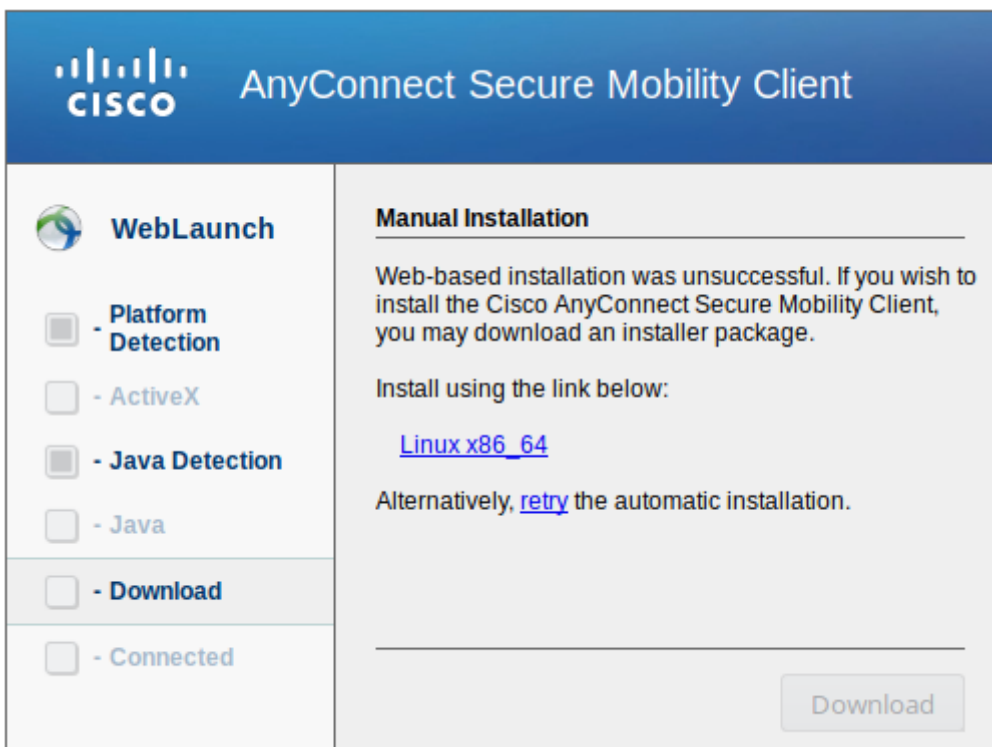 CISCO
AnyConnect Secure Mobility Client
WebLaunch
- Platform
Detection
- ActiveX
- Java Detection
- Java
- Download
- Connected
Manual Installation
Web-based installation was unsuccessful. If you wish to
install the Cisco AnyConnect Secure Mobility Client,
you may download an installer package.
Install using the link below:
Linux x86_64
Alternatively, retry the automatic installation.
Download